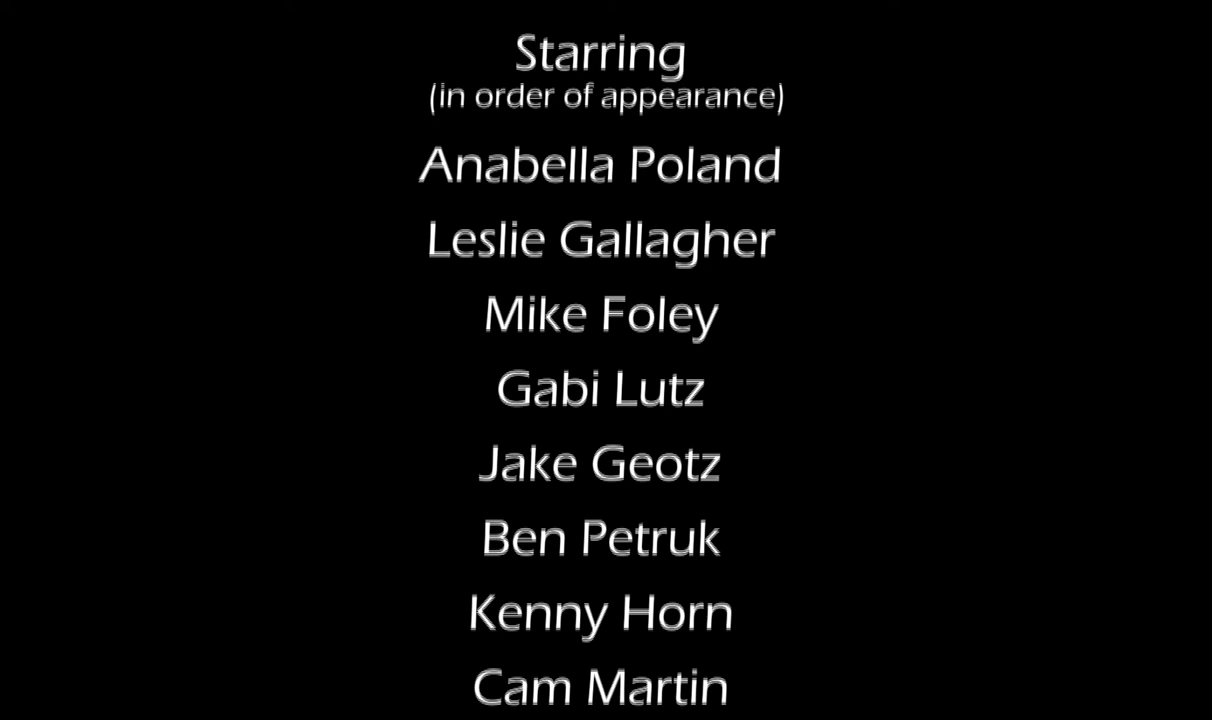 Starring
(in order of appearance)
Anabella Poland
Leslie Gallagher
Mike Foley
Gabi Lutz
Jake Geotz
Ben Petruk
Kenny Horn
Cam Martin